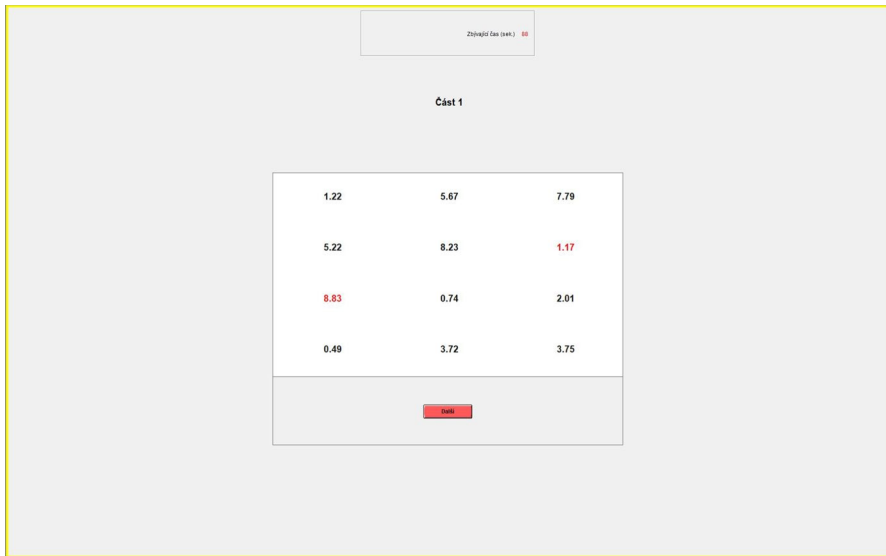 Zbývající čas (sek.) 88
Část 1
1.22 5.67 7.79
5.22 8.23 1.17
8.83 0.74 2.01
0.49 3.72 3.75
Další